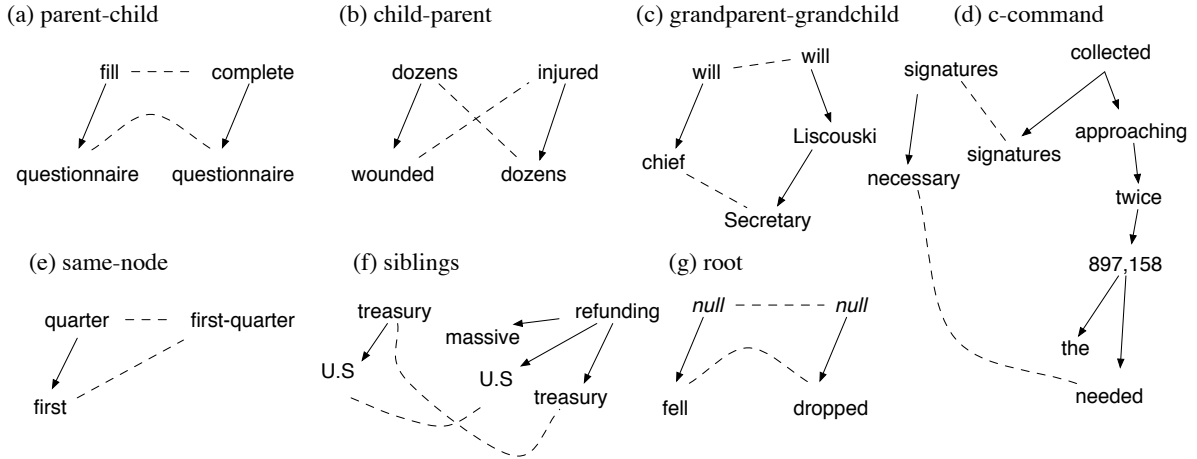 (a) parent-child
fill complete
questionnaire questionnaire
(b) child-parent
dozens injured
wounded dozens
(c) grandparent-grandchild
will will
Liscouski
chief
Secretary
(d) c-command
collected
signatures
approaching
signatures
necessary
twice
897,158
the
needed
(e) same-node
quarter first-quarter
first
(f) siblings
treasury refunding
massive
U.S U.S
treasury
(g) root
null null
fell dropped